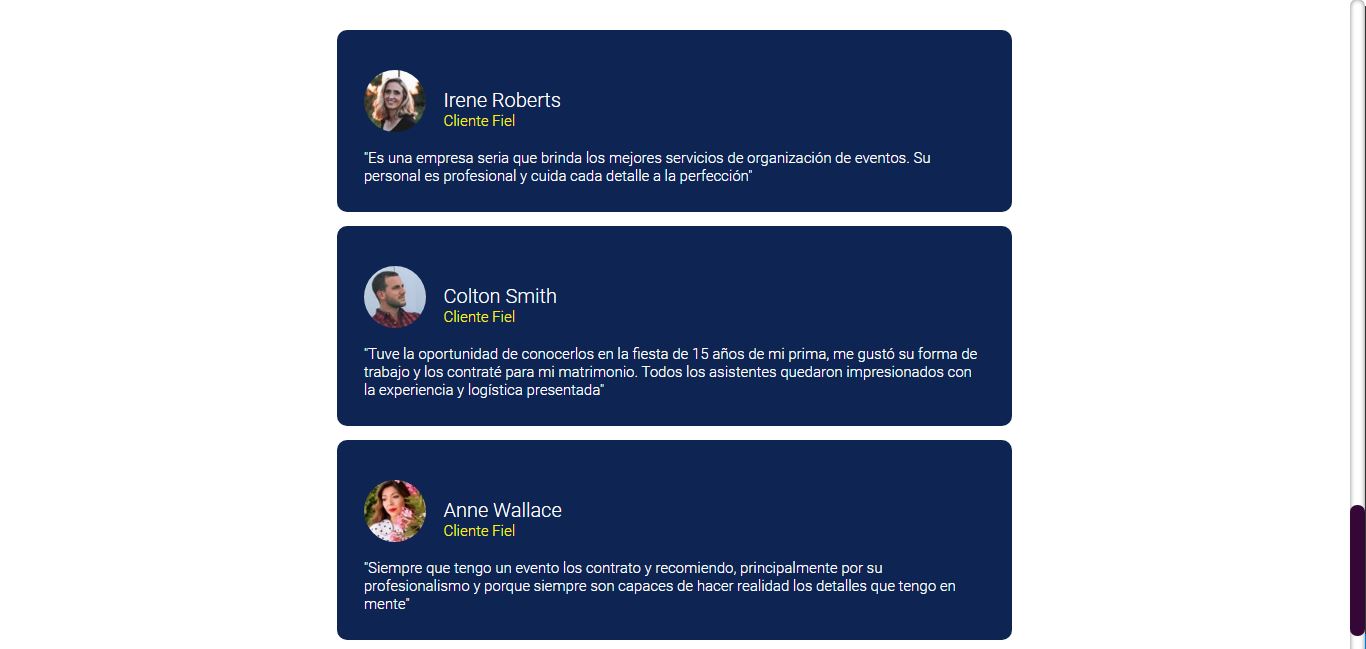 Irene Roberts
Cliente Fiel
"Es una empresa seria que brinda los mejores servicios de organización de eventos. Su
personal es profesional y cuida cada detalle a la perfección"
Colton Smith
Cliente Fiel
"Tuve la oportunidad de conocerlos en la fiesta de 15 años de mi prima, me gustó su forma de
trabajo y los contraté para mi matrimonio. Todos los asistentes quedaron impresionados con
la experiencia y logística presentada"
Anne Wallace
Cliente Fiel
"Siempre que tengo un evento los contrato y recomiendo, principalmente por su
profesionalismo y porque siempre son capaces de hacer realidad los detalles que tengo en
mente"